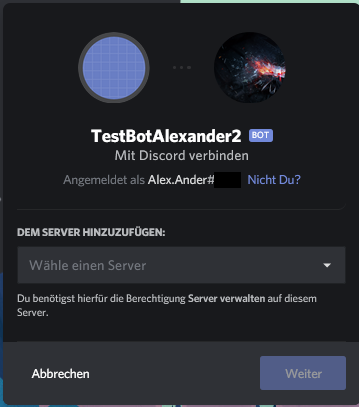 TestBotAlexander2 BOT
Mit Discord verbinden
Angemeldet als Alex.Ander# Nicht Du?
DEM SERVER HINZUZUFÜGEN:
Wähle einen Server
Du benötigst hierfür die Berechtigung Server verwalten auf diesem
Server.
Abbrechen Weiter